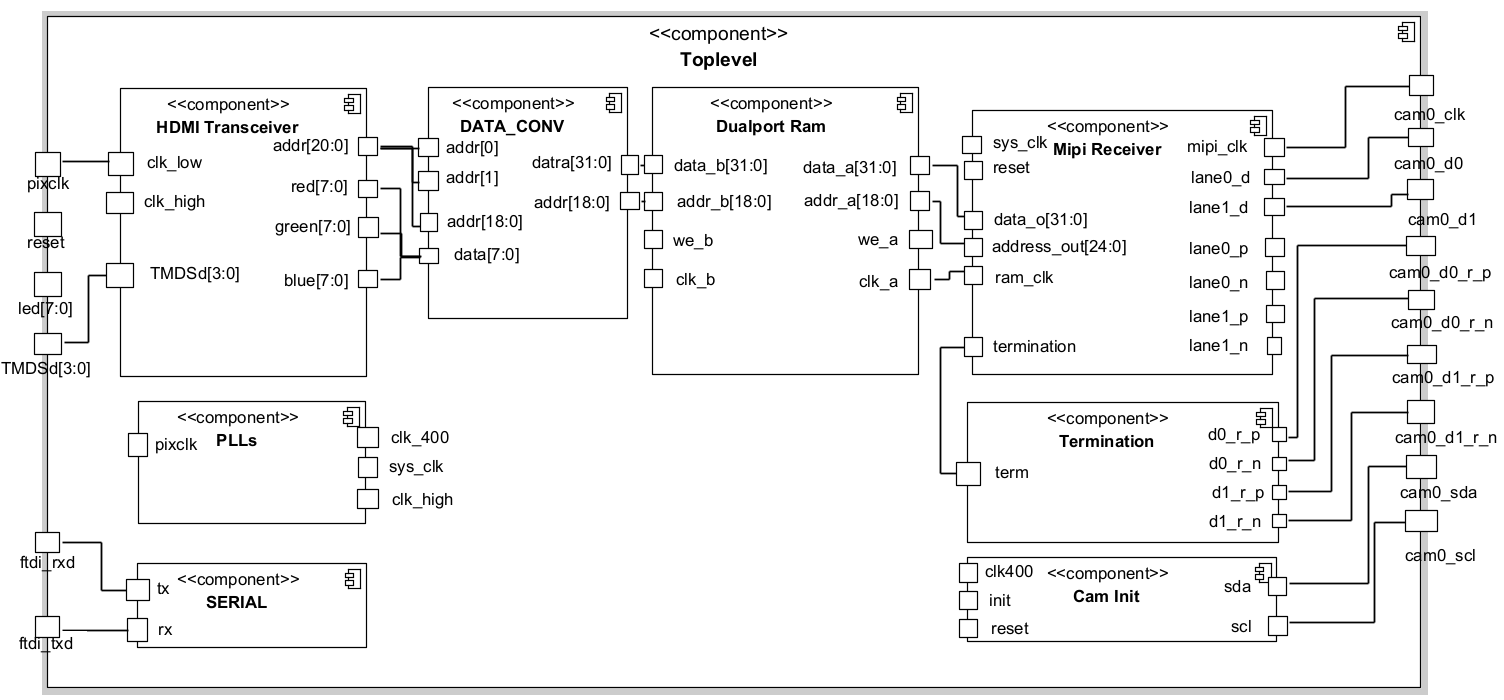 <<component>>
Toplevel
pixclk
reset
led[7:0]
TMDSd[3:0]
ftdi_rxd
ftdi_txd
<<component>>
HDMI Transceiver
clk_low
clk_high
TMDSd[3:0]
addr[20:0]
red[7:0]
green[7:0]
blue[7:0]
<<component>>
DATA_CONV
addr[0]
addr[1]
addr[18:0]
data[7:0]
datra[31:0]
addr[18:0]
<<component>>
Dualport Ram
data_b[31:0]
addr_b[18:0]
we_b
clk_b
data_a[31:0]
addr_a[18:0]
we_a
clk_a
<<component>>
Mipi Receiver
sys_clk
reset
data_o[31:0]
address_out[24:0]
ram_clk
termination
mipi_clk
lane0_d
lane1_d
lane0_p
lane0_n
lane1_p
lane1_n
<<component>>
PLLs
pixclk
clk_400
sys_clk
clk_high
<<component>>
Termination
term
d0_r_p
d0_r_n
d1_r_p
d1_r_n
<<component>>
SERIAL
tx
rx
<<component>>
Cam Init
clk400
init
reset
sda
scl
cam0_clk
cam0_d0
cam0_d1
cam0_d0_r_p
cam0_d0_r_n
cam0_d1_r_p
cam0_d1_r_n
cam0_sda
cam0_scl